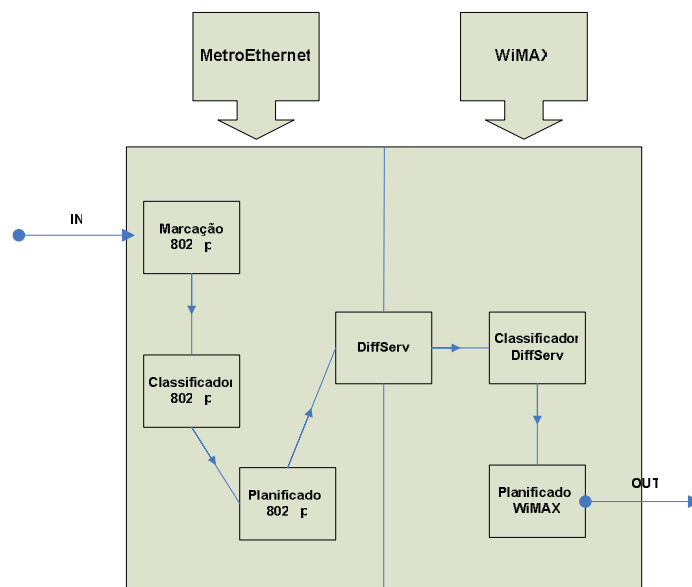 MetroEthernet
WiMAX
IN
Marcação
802 p
Classificador
802 p
Planificado
802 p
DiffServ
Classificador
DiffServ
Planificado
WiMAX
OUT